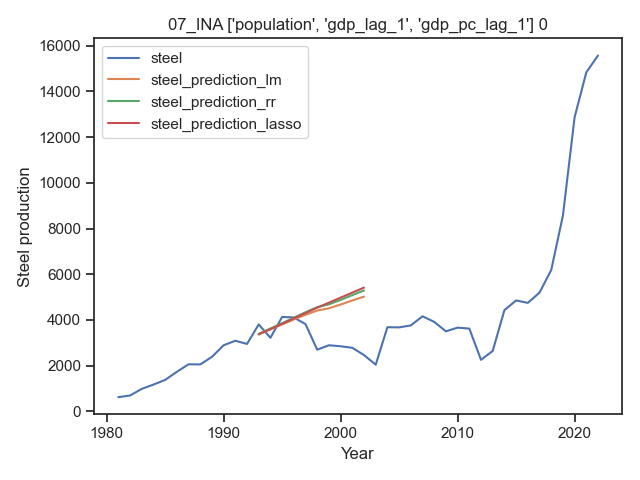 07_INA ['population', 'gdp_lag_1', 'gdp_pc_lag_1'] 0
steel
steel_prediction_lm
steel_prediction_rr
steel_prediction_lasso
Steel production
16000
14000
12000
10000
8000
6000
4000
2000
0
1980
1990
2000
2010
2020
Year